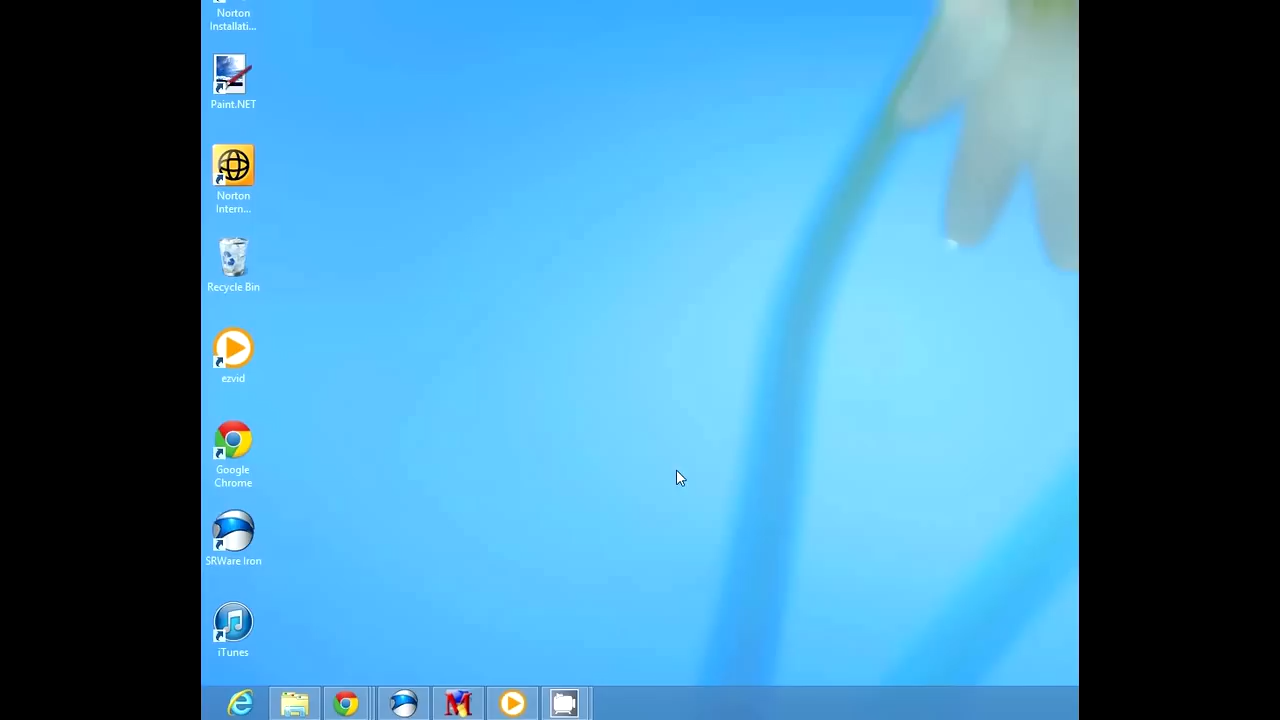 Norton
Installati...
Paint.NET
Norton
Intern...
Recycle Bin
ezvid
Google
Chrome
SRWare Iron
iTunes